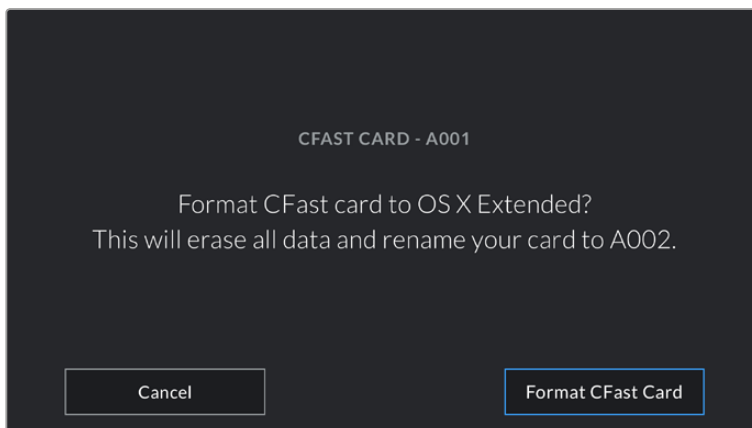 CFAST CARD - A001
Format CFast card to OS X Extended?
This will erase all data and rename your card to A002.
Cancel
Format CFast Card